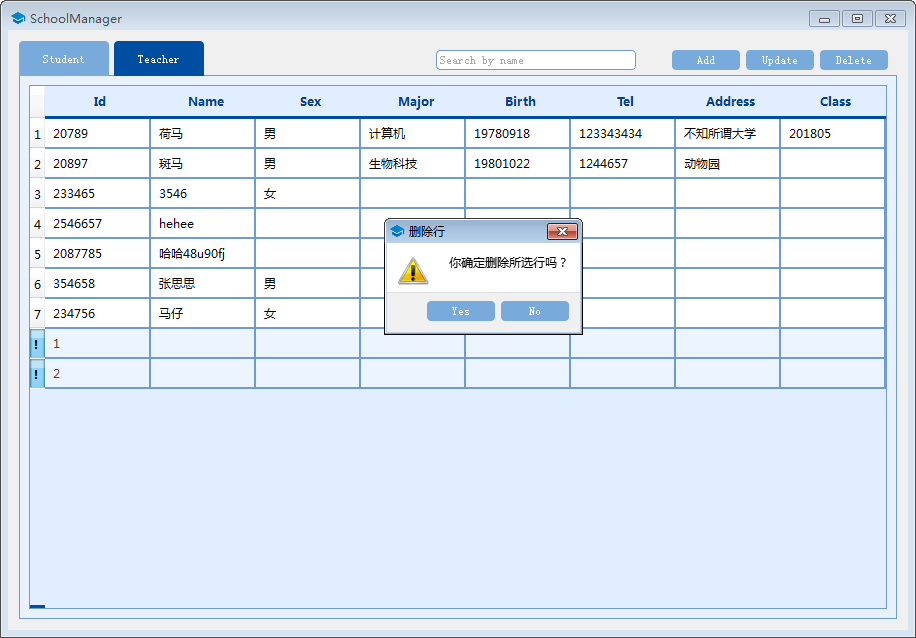 SchoolManager
Student Teacher Search by name Add Update Delete
Id Name Sex Major Birth Tel Address Class
1 20789 荷马 男 计算机 19780918 123343434 不知所谓大学 201805
2 20897 斑马 男 生物科技 19801022 1244657 动物园
3 233465 3546 女
4 2546657 hehee
5 2087785 哈哈48u90fj
6 354658 张思思 男
7 234756 马仔 女
! 1
! 2
删除行
你确定删除所选行吗？
Yes No